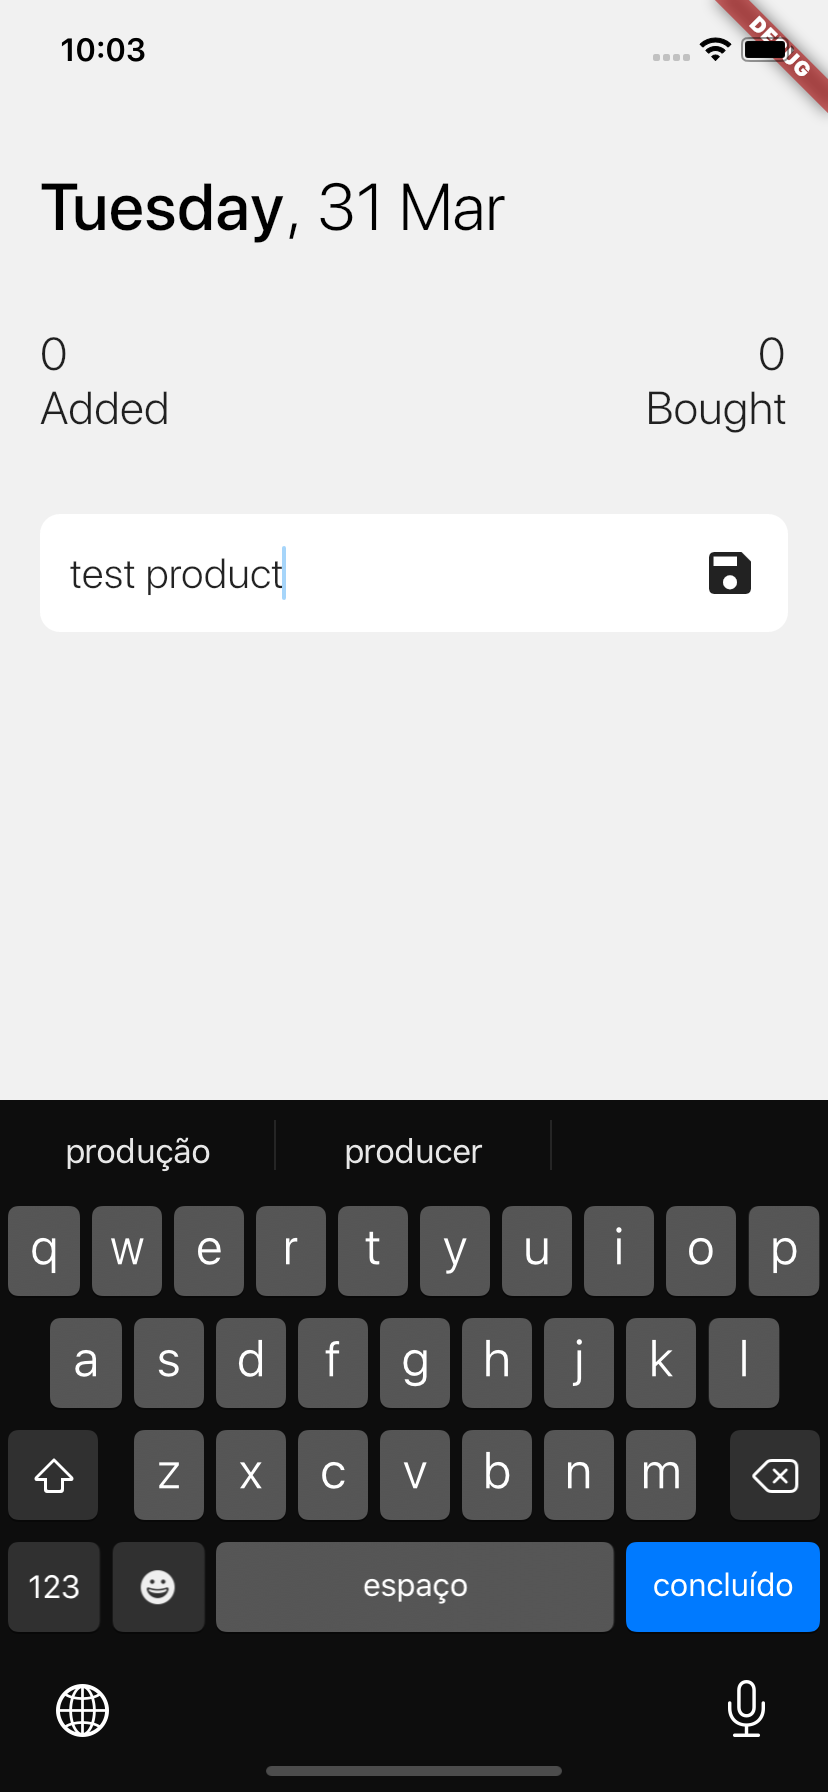 10:03
DEBUG
Tuesday, 31 Mar
0 0
Added Bought
test product
produção producer
q w e r t y u i o p
a s d f g h j k l
z x c v b n m
123 espaço concluído